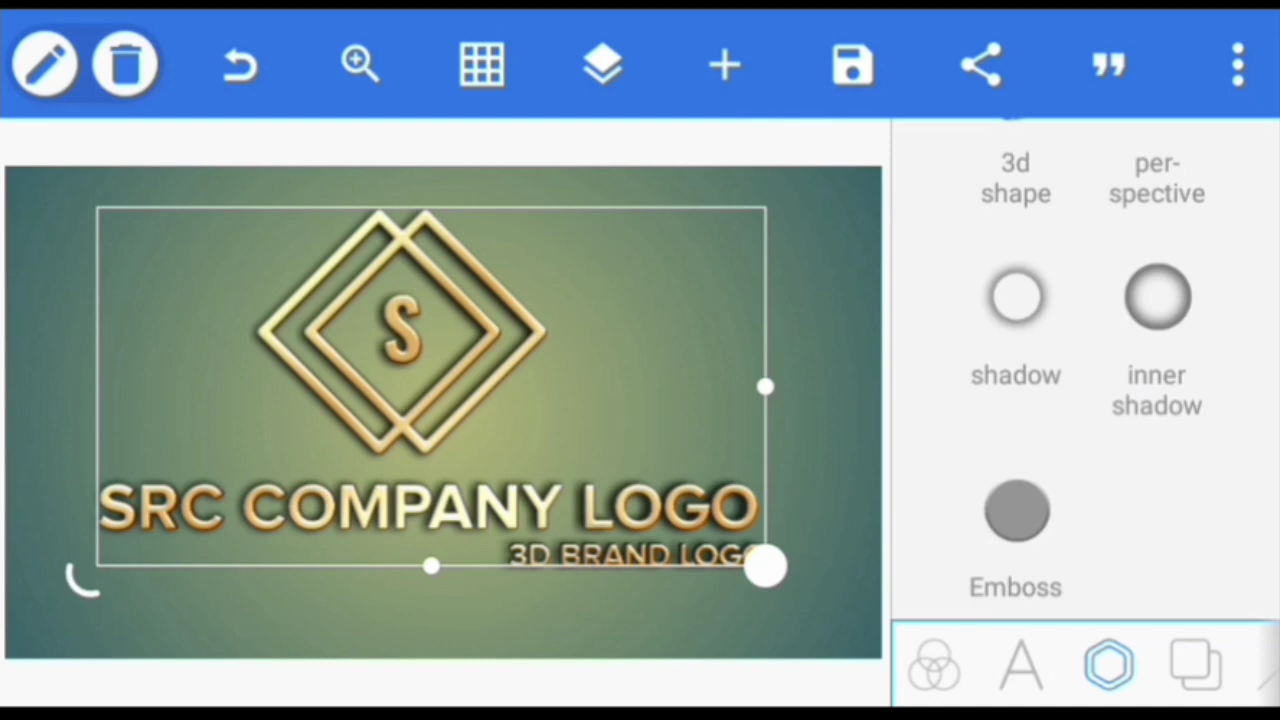 3d
shape
per-
spective
S
shadow
inner
shadow
SRC COMPANY LOGO
3D BRAND LOGO
Emboss